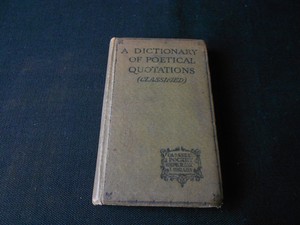 A DICTIONARY
OF POETICAL
QUOTATIONS
(CLASSIFIED)